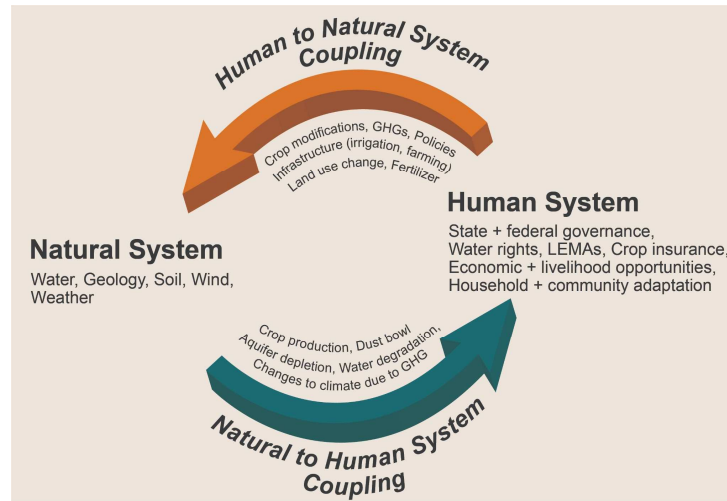 Human to Natural System
Coupling
Crop modifications, GHGs, Policies
Infrastructure (irrigation, farming)
Land use change, Fertilizer
Natural System
Water, Geology, Soil, Wind,
Weather
Human System
State + federal governance,
Water rights, LEMAs, Crop insurance,
Economic + livelihood opportunities,
Household + community adaptation
Crop production, Dust bowl
Aquifer depletion, Water degradation,
Changes to climate due to GHG
Natural to Human System
Coupling